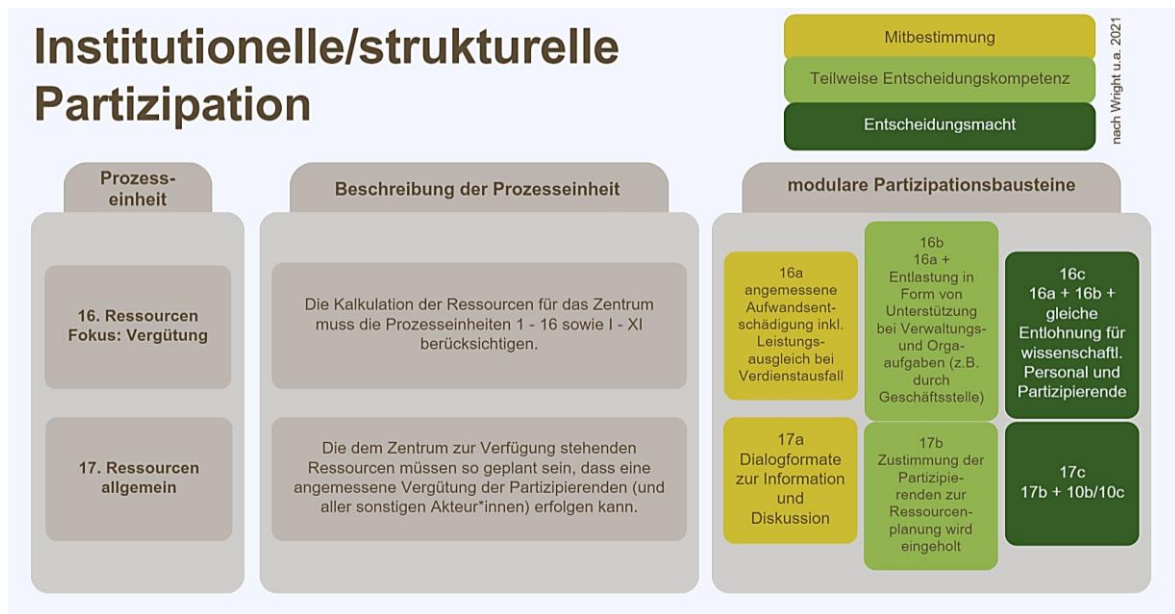 Institutionelle/strukturelle
Partizipation
Mitbestimmung
Teilweise Entscheidungskompetenz
Entscheidungsmacht
nach Wright u.a. 2021
Prozess-
einheit
Beschreibung der Prozesseinheit
modulare Partizipationsbausteine
16. Ressourcen
Fokus: Vergütung
Die Kalkulation der Ressourcen für das Zentrum
muss die Prozesseinheiten 1 - 16 sowie I - XI
berücksichtigen.
16a
angemessene
Aufwandsent-
schädigung inkl.
Leistungs-
ausgleich bei
Verdienstausfall
16b
16a +
Entlastung in
Form von
Unterstützung
bei Verwaltungs-
und Orga-
aufgaben (z.B.
durch
Geschäftsstelle)
16c
16a + 16b +
gleiche
Entlohnung für
wissenschaftl.
Personal und
Partizipierende
17. Ressourcen
allgemein
Die dem Zentrum zur Verfügung stehenden
Ressourcen müssen so geplant sein, dass eine
angemessene Vergütung der Partizipierenden (und
aller sonstigen Akteur*innen) erfolgen kann.
17a
Dialogformate
zur Information
und
Diskussion
17b
Zustimmung der
Partizipie-
renden zur
Ressourcen-
planung wird
eingeholt
17c
17b + 10b/10c